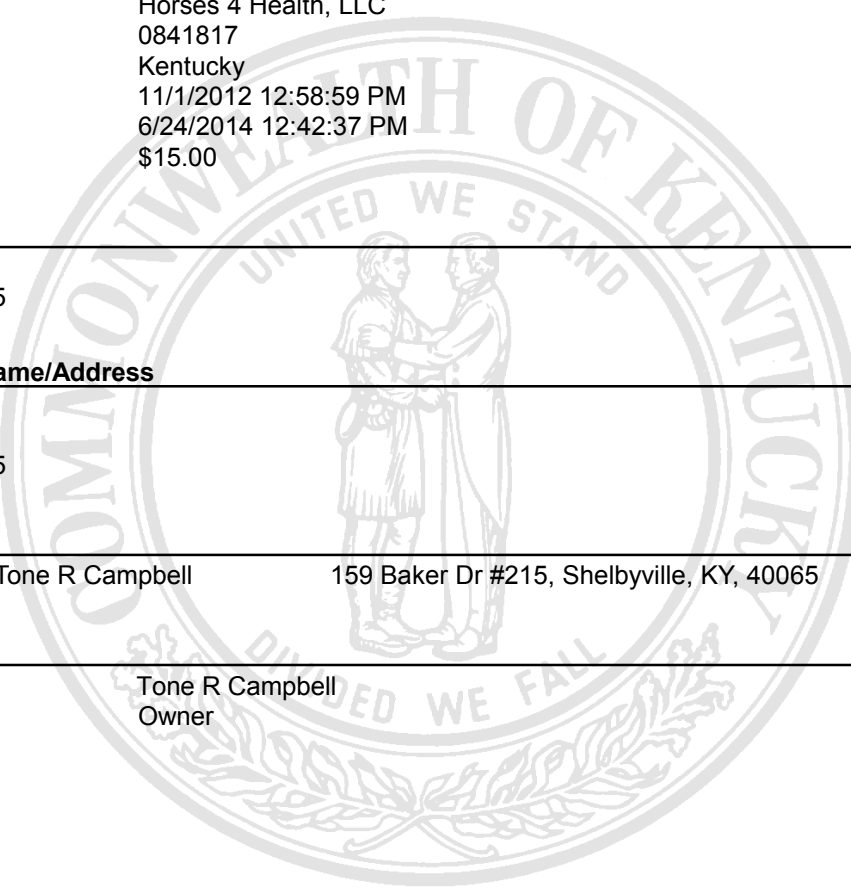 Horses 4 Health, LLC
0841817
Kentucky
11/1/2012 12:58:59 PM
6/24/2014 12:42:37 PM
$15.00
COMMONWEALTH OF KENTUCKY
UNITED WE STAND
5
ame/Address
5
Tone R Campbell 159 Baker Dr #215, Shelbyville, KY, 40065
DIVIDED WE FALL
Tone R Campbell
Owner